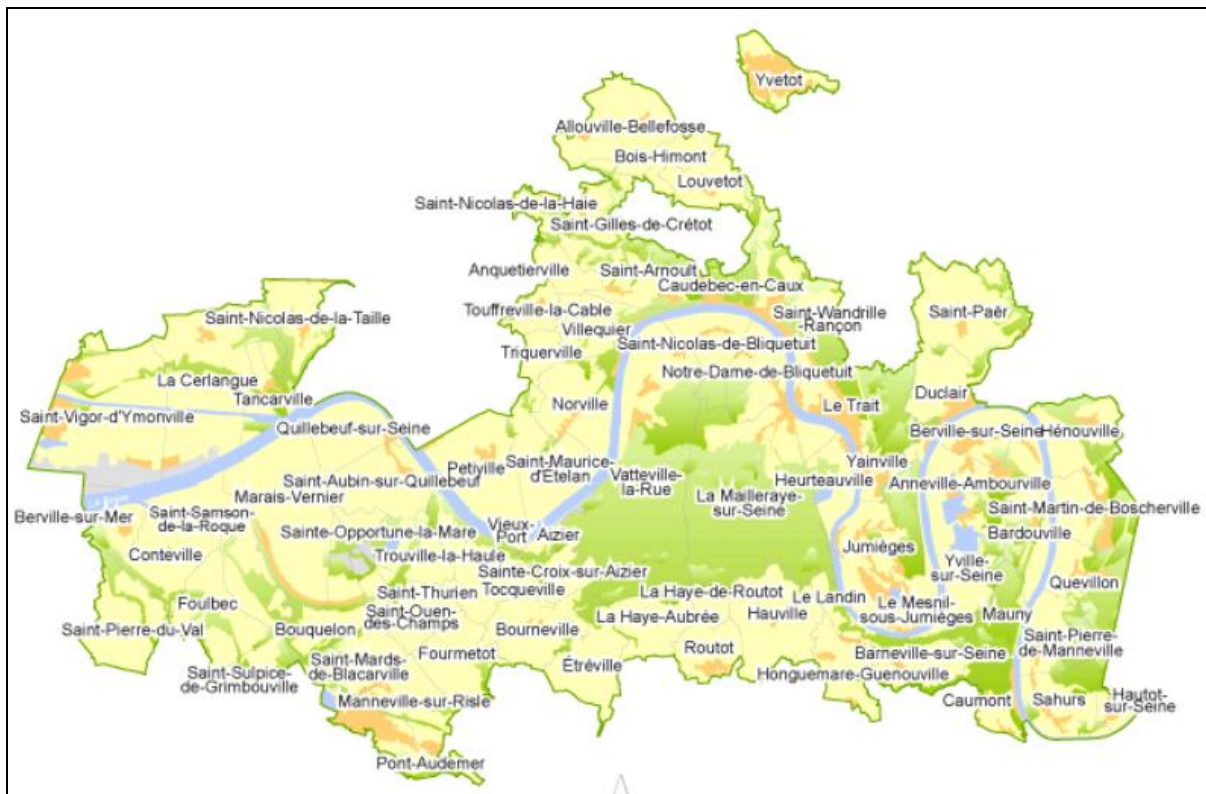 Yvetot
Allouville-Bellefosse
Bois-Himont
Louvetot
Saint-Nicolas-de-la-Haie
Saint-Gilles-de-Crétot
Anquetierville
Saint-Arnoult
Caudebec-en-Caux
Touffreville-la-Cable
Saint-Wandrille
-Rançon
Saint-Paër
Saint-Nicolas-de-la-Taille
Villequier
Saint-Nicolas-de-Bliquetuit
Triquerville
Notre-Dame-de-Bliquetuit
La Cerlangue
Tancarville
Norville
Le Trait
Duclair
Saint-Vigor-d'Ymonville
Quillebeuf-sur-Seine
Berville-sur-Seine
Hénouville
Petiville
Saint-Maurice-
d'Etelan
Yainville
Saint-Aubin-sur-Quillebeuf
Vatteville-
la-Rue
Heurteauville
Anneville-Ambourville
Marais-Vernier
La Mailleraye-
sur-Seine
Saint-Martin-de-Boscherville
Berville-sur-Mer
Saint-Samson-
de-la-Roque
Sainte-Opportune-la-Mare
Vieux-
Port
Aizier
Bardouville
Conteville
Trouville-la-Haule
Jumièges
Yville-
sur-Seine
Sainte-Croix-sur-Aizier
Quevillon
Saint-Thurien
Tocqueville
La Haye-de-Routot
Le Landin
Foulbec
Saint-Ouen-
des-Champs
La Haye-Aubrée
Hauville
Le Mesnil-
sous-Jumièges
Mauny
Saint-Pierre-du-Val
Bouquelon
Bourneville
Saint-Pierre-
de-Manneville
Fourmetot
Routot
Barneville-sur-Seine
Saint-Sulpice-
de-Grimbouville
Saint-Mards-
de-Blacarville
Étréville
Honguemare-Guenouville
Manneville-sur-Risle
Caumont
Sahurs
Hautot-
sur-Seine
Pont-Audemer